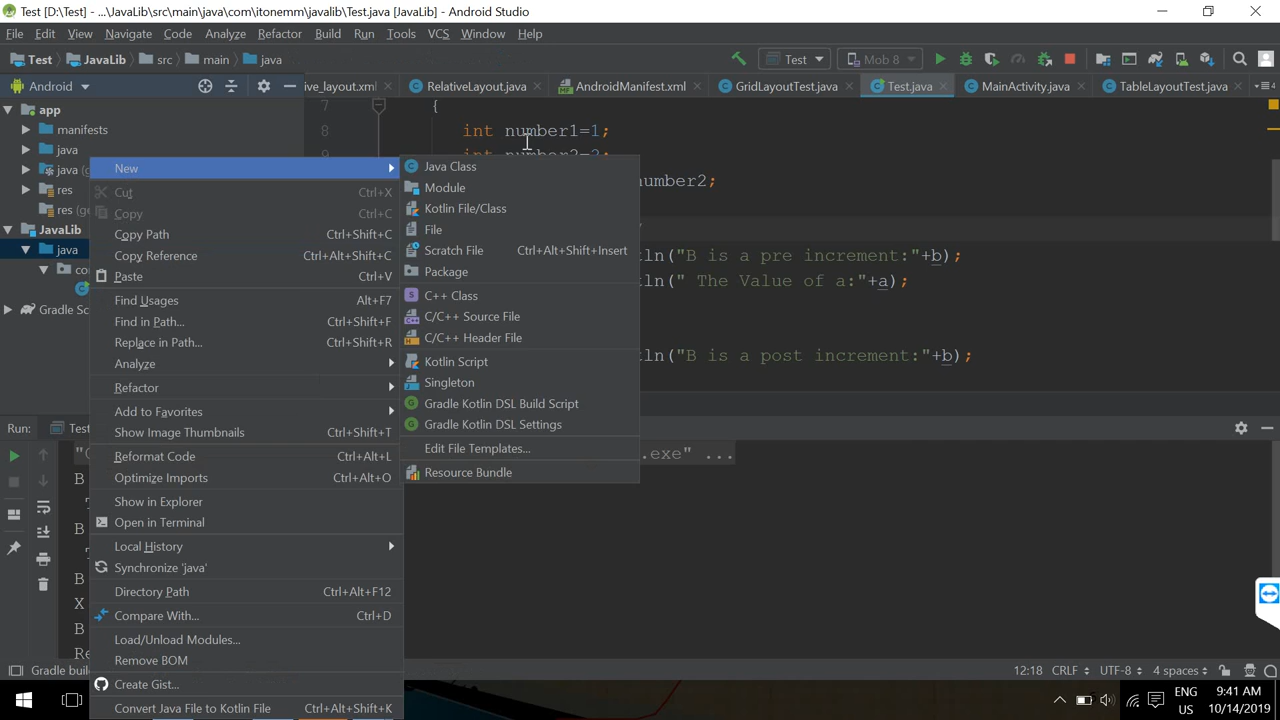 Test [D:\Test] - ...\JavaLib\src\main\java\com\itonemm\javalib\Test.java [JavaLib] - Android Studio
File Edit View Navigate Code Analyze Refactor Build Run Tools VCS Window Help
Test JavaLib src main java Test Mob 8
Android ive_layout.xml RelativeLayout.java AndroidManifest.xml GridLayoutTest.java Test.java MainActivity.java TableLayoutTest.java
app
manifests
java
java (
res
res (ge
JavaLib
java
co
Gradle Sc
7 {
8 int number1=1;
9 int number2=2;
number2;
ln("B is a pre increment:"+b);
ln(" The Value of a:"+a);
ln("B is a post increment:"+b);
New
Cut Ctrl+X
Copy Ctrl+C
Copy Path Ctrl+Shift+C
Copy Reference Ctrl+Alt+Shift+C
Paste Ctrl+V
Find Usages Alt+F7
Find in Path... Ctrl+Shift+F
Replace in Path... Ctrl+Shift+R
Analyze
Refactor
Add to Favorites
Show Image Thumbnails Ctrl+Shift+T
Reformat Code Ctrl+Alt+L
Optimize Imports Ctrl+Alt+O
Show in Explorer
Open in Terminal
Local History
Synchronize 'java'
Directory Path Ctrl+Alt+F12
Compare With... Ctrl+D
Load/Unload Modules...
Remove BOM
Create Gist...
Convert Java File to Kotlin File Ctrl+Alt+Shift+K
Java Class
Module
Kotlin File/Class
File
Scratch File Ctrl+Alt+Shift+Insert
Package
C++ Class
C/C++ Source File
C/C++ Header File
Kotlin Script
Singleton
Gradle Kotlin DSL Build Script
Gradle Kotlin DSL Settings
Edit File Templates...
Resource Bundle
Run: Test
"C .exe" ...
B
T
B
T
B
X
B
Re
Gradle build 12:18 CRLF UTF-8 4 spaces
ENG
US
9:41 AM
10/14/2019